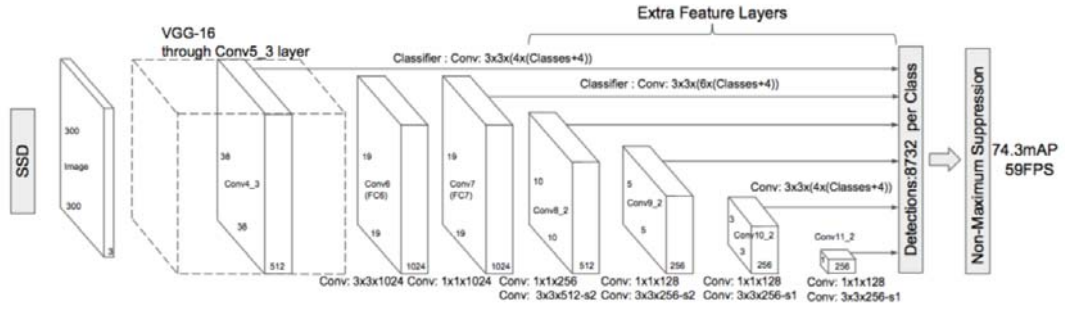 Extra Feature Layers
VGG-16
through Conv5_3 layer
Classifier : Conv: 3x3x(4x(Classes+4))
Classifier : Conv: 3x3x(6x(Classes+4))
SSD
300
Image
300
3
38
Conv4_3
38
512
19
Conv6
(FC6)
19
1024
19
Conv7
(FC7)
19
1024
10
Conv8_2
10
512
5
Conv9_2
5
256
Conv: 3x3x(4x(Classes+4))
3
Conv10_2
3
256
Conv11_2
1
256
Detections:8732 per Class
Non-Maximum Suppression
74.3mAP
59FPS
Conv: 3x3x1024
Conv: 1x1x1024
Conv: 1x1x256
Conv: 3x3x512-s2
Conv: 1x1x128
Conv: 3x3x256-s2
Conv: 1x1x128
Conv: 3x3x256-s1
Conv: 1x1x128
Conv: 3x3x256-s1